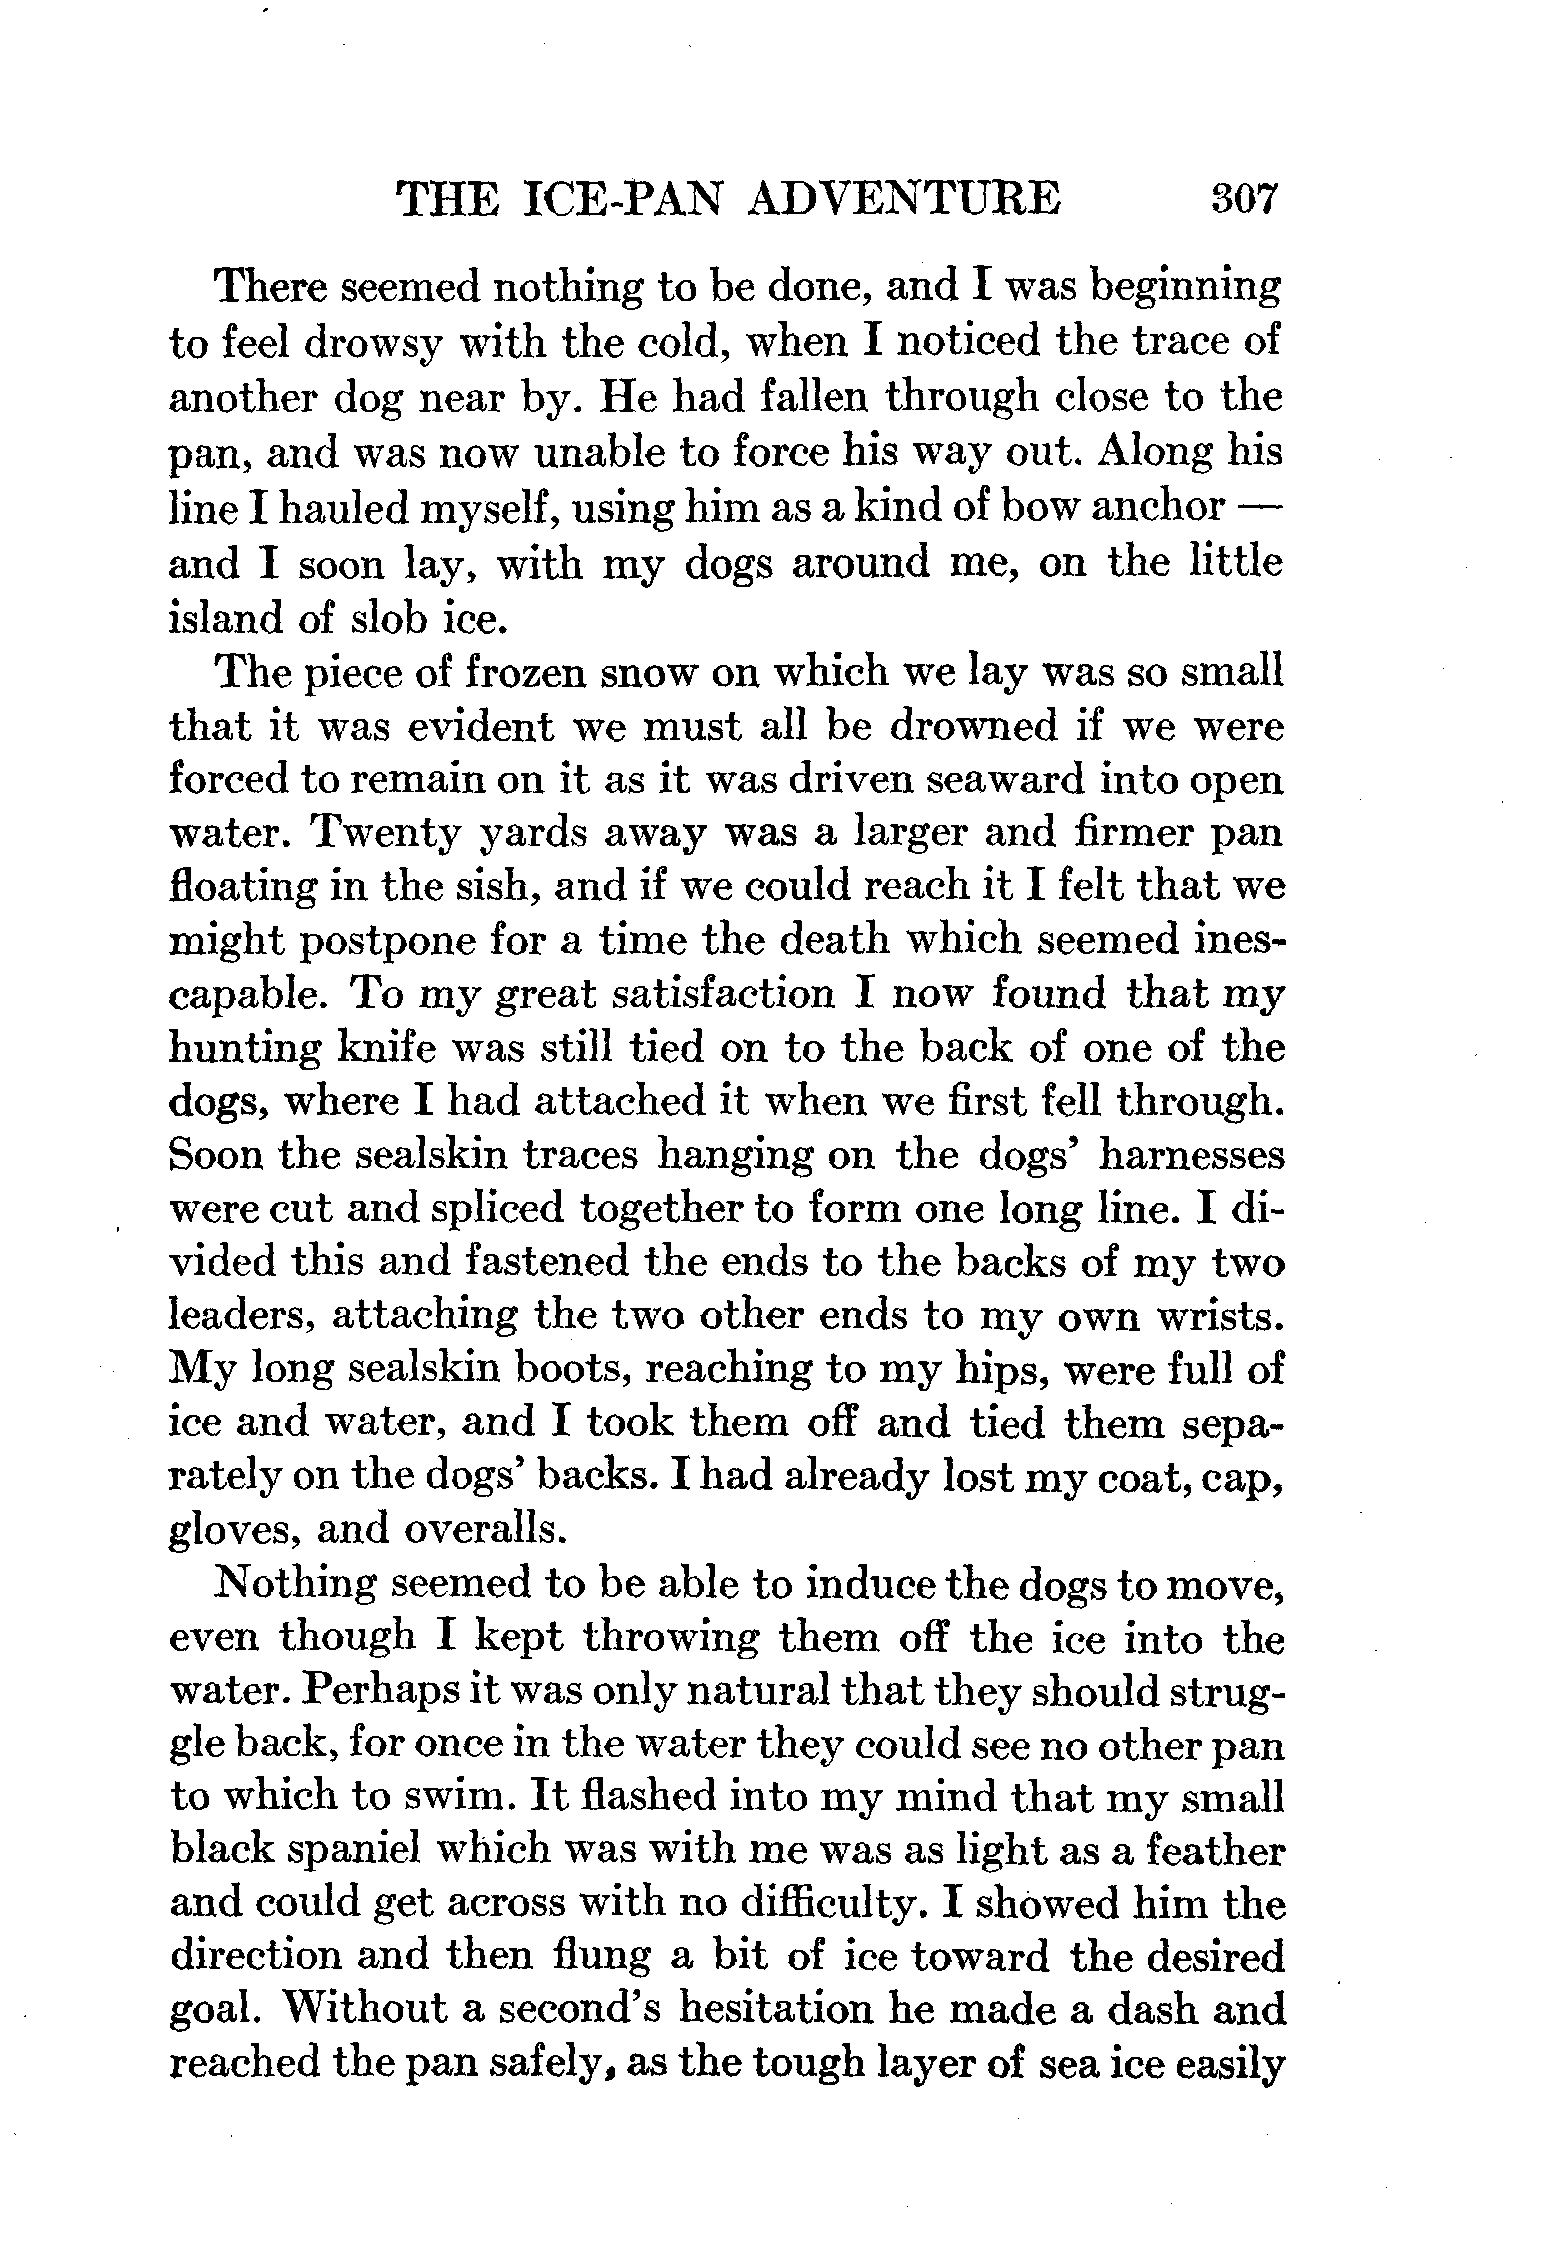 THE ICE-PAN ADVENTURE 307
There seemed nothing to be done, and I was beginning
to feel drowsy with the cold, when I noticed the trace of
another dog near by. He had fallen through close to the
pan, and was now unable to force his way out. Along his
line I hauled myself, using him as a kind of bow anchor —
and I soon lay, with my dogs around me, on the little
island of slob ice.
The piece of frozen snow on which we lay was so small
that it was evident we must all be drowned if we were
forced to remain on it as it was driven seaward into open
water. Twenty yards away was a larger and firmer pan
floating in the sish, and if we could reach it I felt that we
might postpone for a time the death which seemed ines-
capable. To my great satisfaction I now found that my
hunting knife was still tied on to the back of one of the
dogs, where I had attached it when we first fell through.
Soon the sealskin traces hanging on the dogs' harnesses
were cut and spliced together to form one long line. I di-
vided this and fastened the ends to the backs of my two
leaders, attaching the two other ends to my own wrists.
My long sealskin boots, reaching to my hips, were full of
ice and water, and I took them off and tied them sepa-
rately on the dogs' backs. I had already lost my coat, cap,
gloves, and overalls.
Nothing seemed to be able to induce the dogs to move,
even though I kept throwing them off the ice into the
water. Perhaps it was only natural that they should strug-
gle back, for once in the water they could see no other pan
to which to swim. It flashed into my mind that my small
black spaniel which was with me was as light as a feather
and could get across with no difficulty. I showed him the
direction and then flung a bit of ice toward the desired
goal. Without a second's hesitation he made a dash and
reached the pan safely, as the tough layer of sea ice easily